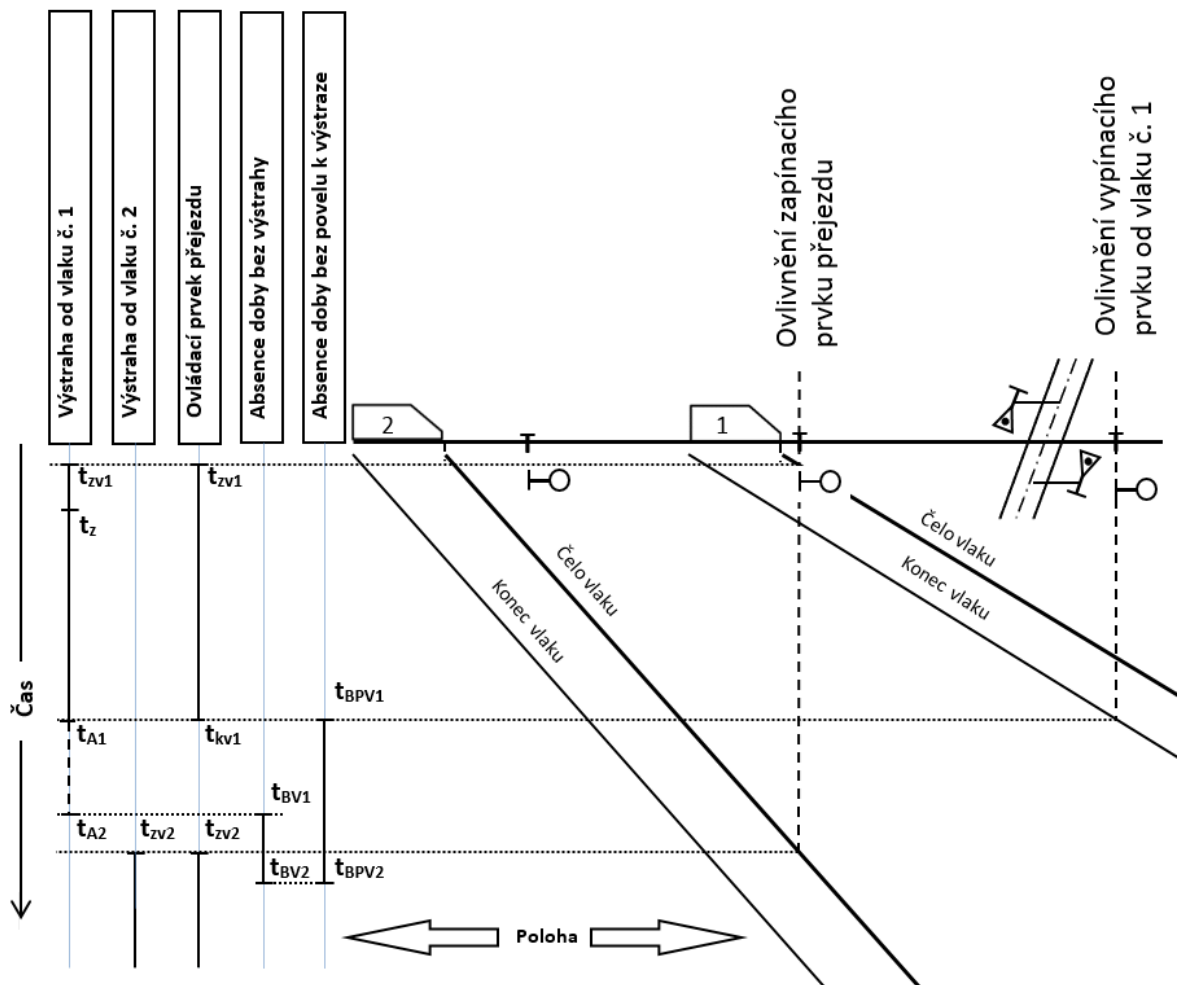 Výstraha od vlaku č. 1
Výstraha od vlaku č. 2
Ovládací prvek přejezdu
Absence doby bez výstrahy
Absence doby bez povelu k výstraze
Ovlivnění zapínacího
prvku přejezdu
Ovlivnění vypínacího
prvku od vlaku č. 1
2
1
tzv1
tzv1
tz
Čelo vlaku
Konec vlaku
Čelo vlaku
Konec vlaku
Čas
tBPV1
tA1
tkv1
tBV1
tA2
tzv2
tzv2
tBV2
tBPV2
Poloha